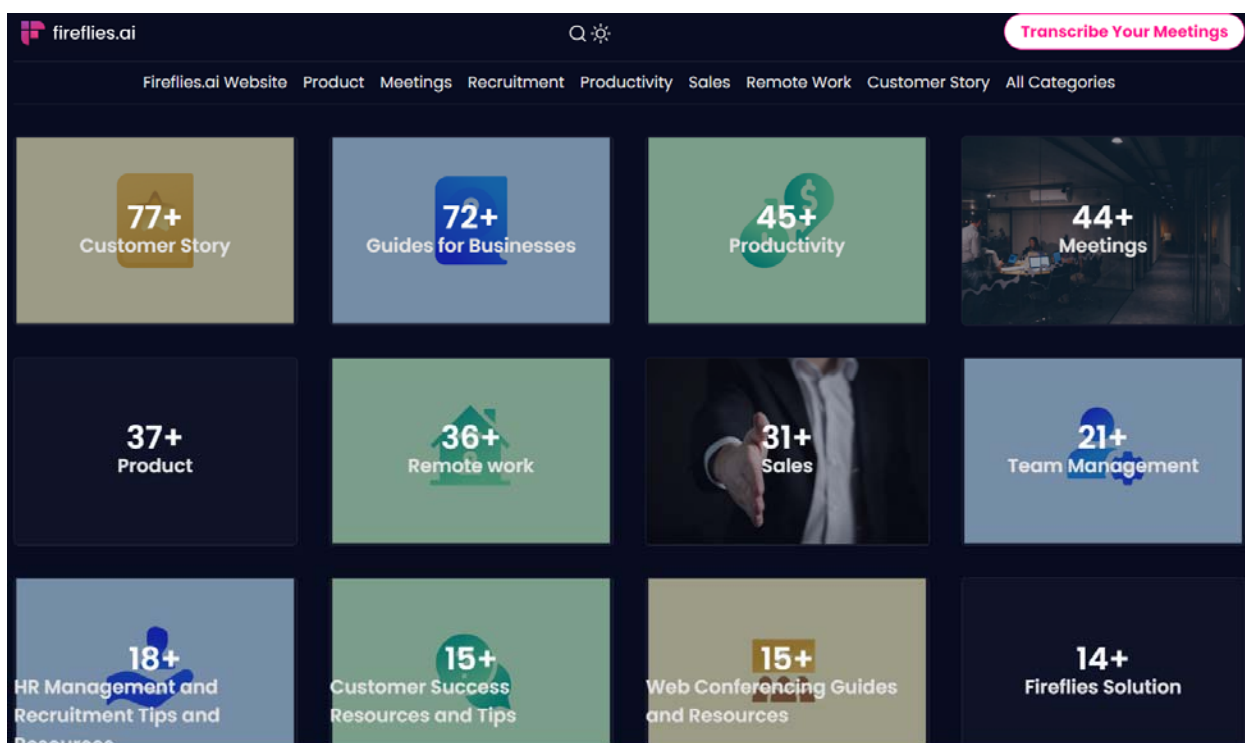 fireflies.ai
Transcribe Your Meetings
Fireflies.ai Website Product Meetings Recruitment Productivity Sales Remote Work Customer Story All Categories
77+
Customer Story
72+
Guides for Businesses
45+
Productivity
44+
Meetings
37+
Product
36+
Remote work
31+
Sales
21+
Team Management
18+
HR Management and
Recruitment Tips and
Resources
15+
Customer Success
Resources and Tips
15+
Web Conferencing Guides
and Resources
14+
Fireflies Solution